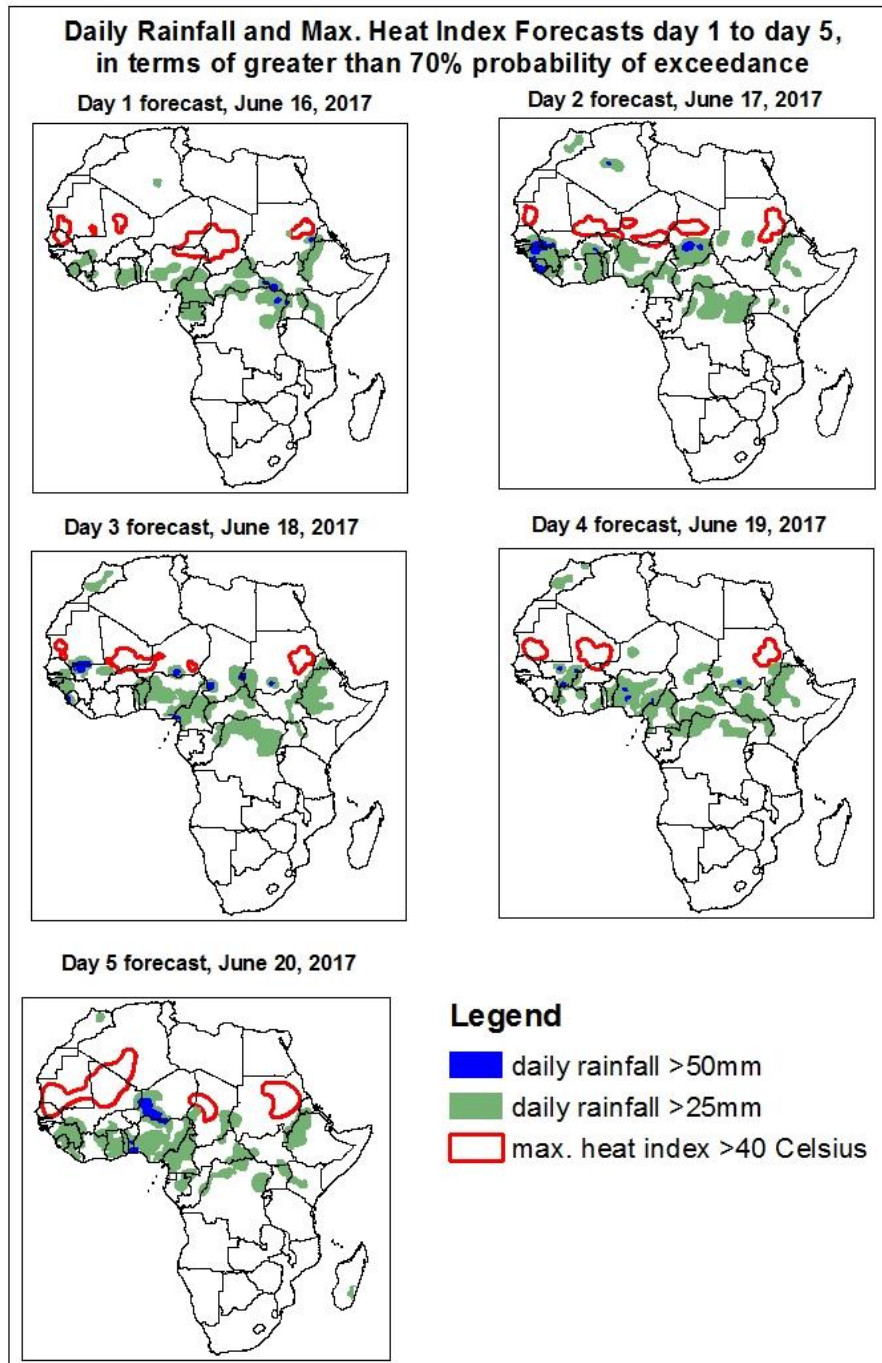 Daily Rainfall and Max. Heat Index Forecasts day 1 to day 5,
in terms of greater than 70% probability of exceedance
Day 1 forecast, June 16, 2017
Day 2 forecast, June 17, 2017
Day 3 forecast, June 18, 2017
Day 4 forecast, June 19, 2017
Day 5 forecast, June 20, 2017
Legend
daily rainfall >50mm
daily rainfall >25mm
max. heat index >40 Celsius